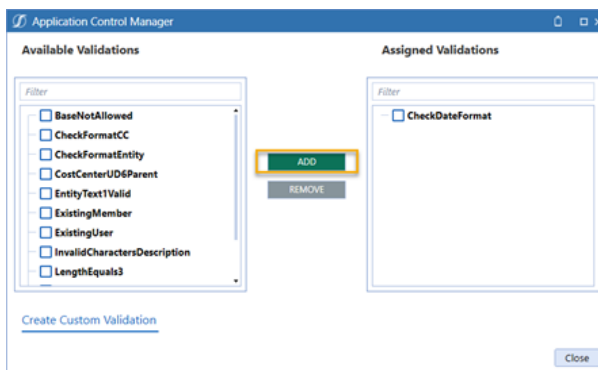 Application Control Manager
Available Validations
Assigned Validations
Filter
Filter
BaseNotAllowed
CheckFormatCC
CheckFormatEntity
CostCenterUD6Parent
EntityText1Valid
ExistingMember
ExistingUser
InvalidCharactersDescription
LengthEquals3
CheckDateFormat
ADD
REMOVE
Create Custom Validation
Close